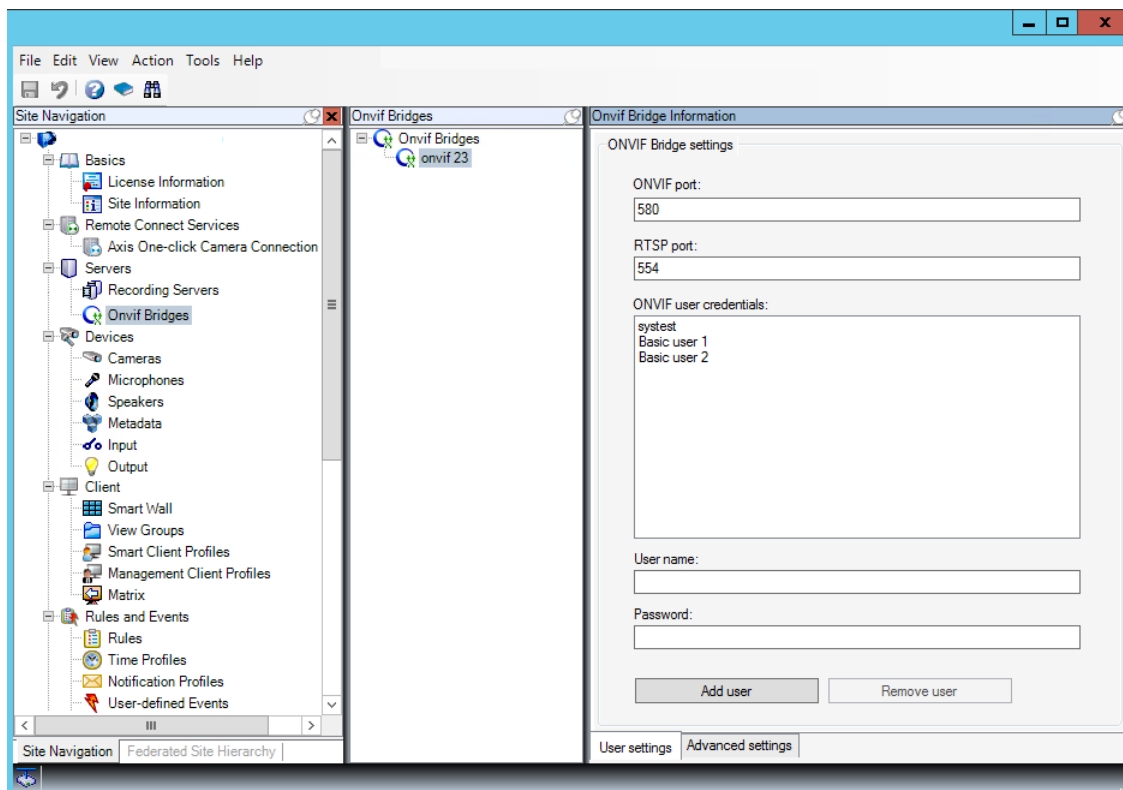 File Edit View Action Tools Help
Site Navigation
Basics
License Information
Site Information
Remote Connect Services
Axis One-click Camera Connection
Servers
Recording Servers
Onvif Bridges
Devices
Cameras
Microphones
Speakers
Metadata
Input
Output
Client
Smart Wall
View Groups
Smart Client Profiles
Management Client Profiles
Matrix
Rules and Events
Rules
Time Profiles
Notification Profiles
User-defined Events
Site Navigation Federated Site Hierarchy
Onvif Bridges
Onvif Bridges
onvif 23
Onvif Bridge Information
ONVIF Bridge settings
ONVIF port:
580
RTSP port:
554
ONVIF user credentials:
systest
Basic user 1
Basic user 2
User name:
Password:
Add user Remove user
User settings Advanced settings